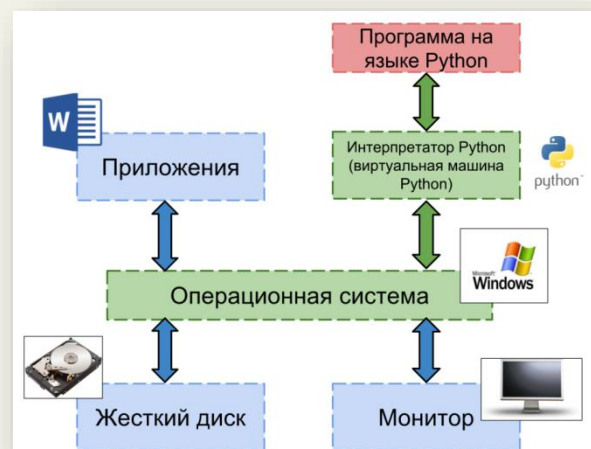 Программа на
языке Python
W
Приложения
Интерпретатор Python
(виртуальная машина
Python)
python
Microsoft
Windows
Операционная система
Жесткий диск
Монитор